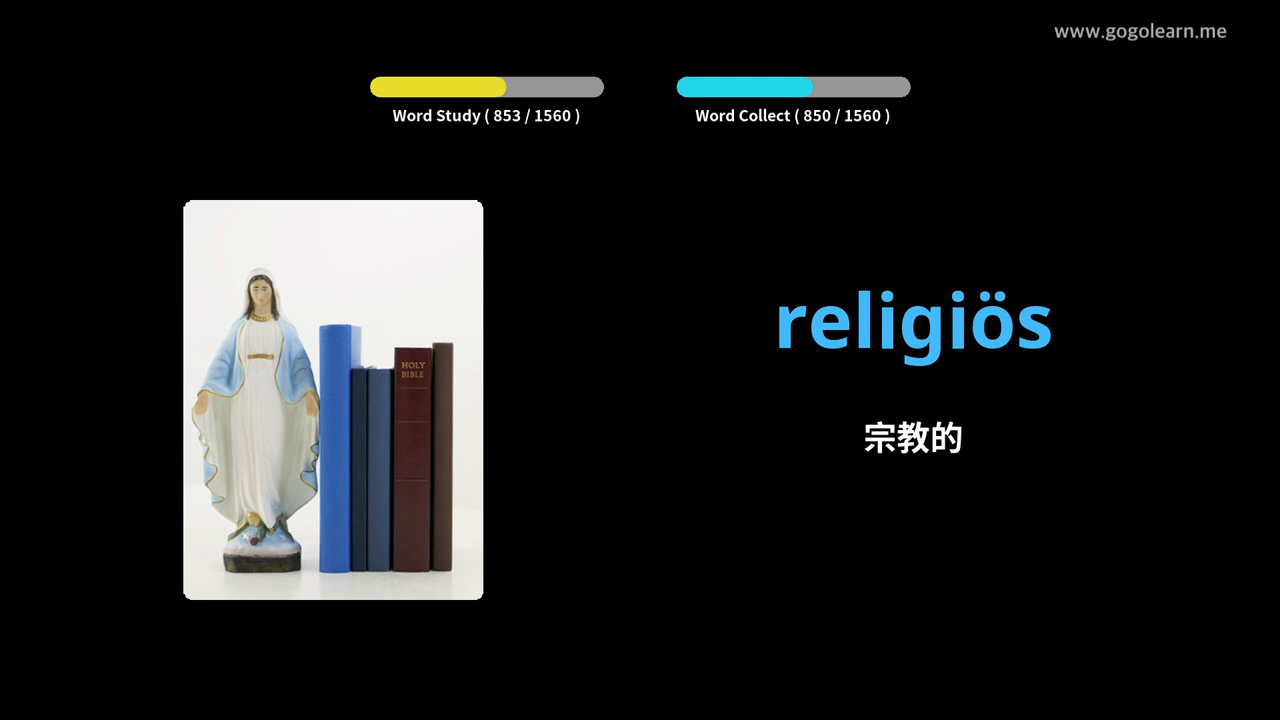 www.gogolearn.me
Word Study ( 853 / 1560 )
Word Collect ( 850 / 1560 )
HOLY
BIBLE
religiös
宗教的